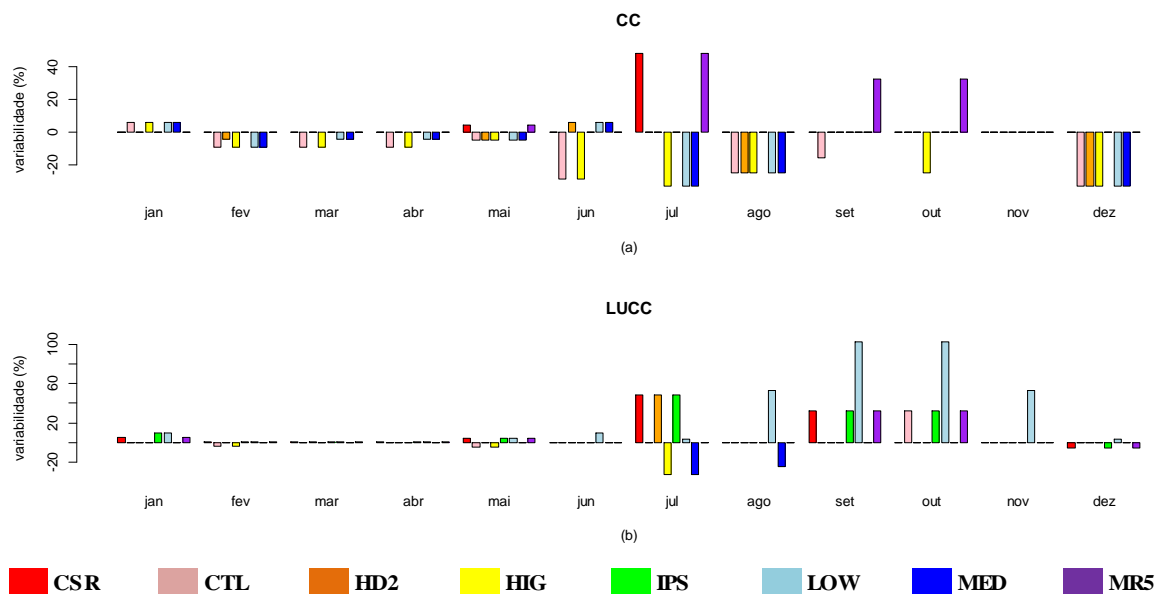 CC
variabilidade (%)
40
20
0
-20
jan fev mar abr mai jun jul ago set out nov dez
(a)
LUCC
variabilidade (%)
100
60
20
-20
jan fev mar abr mai jun jul ago set out nov dez
(b)
CSR CTL HD2 HIG IPS LOW MED MR5